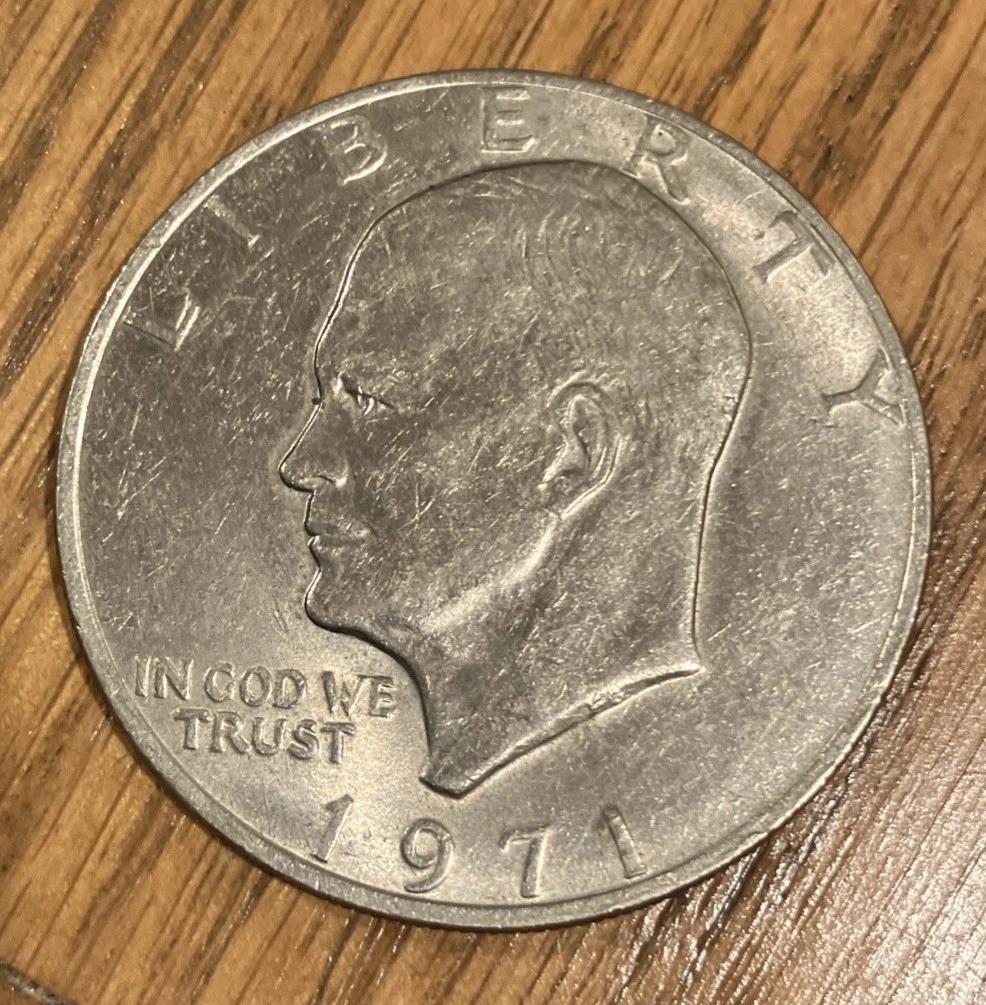 LIBERTY
IN GOD WE
TRUST
1971